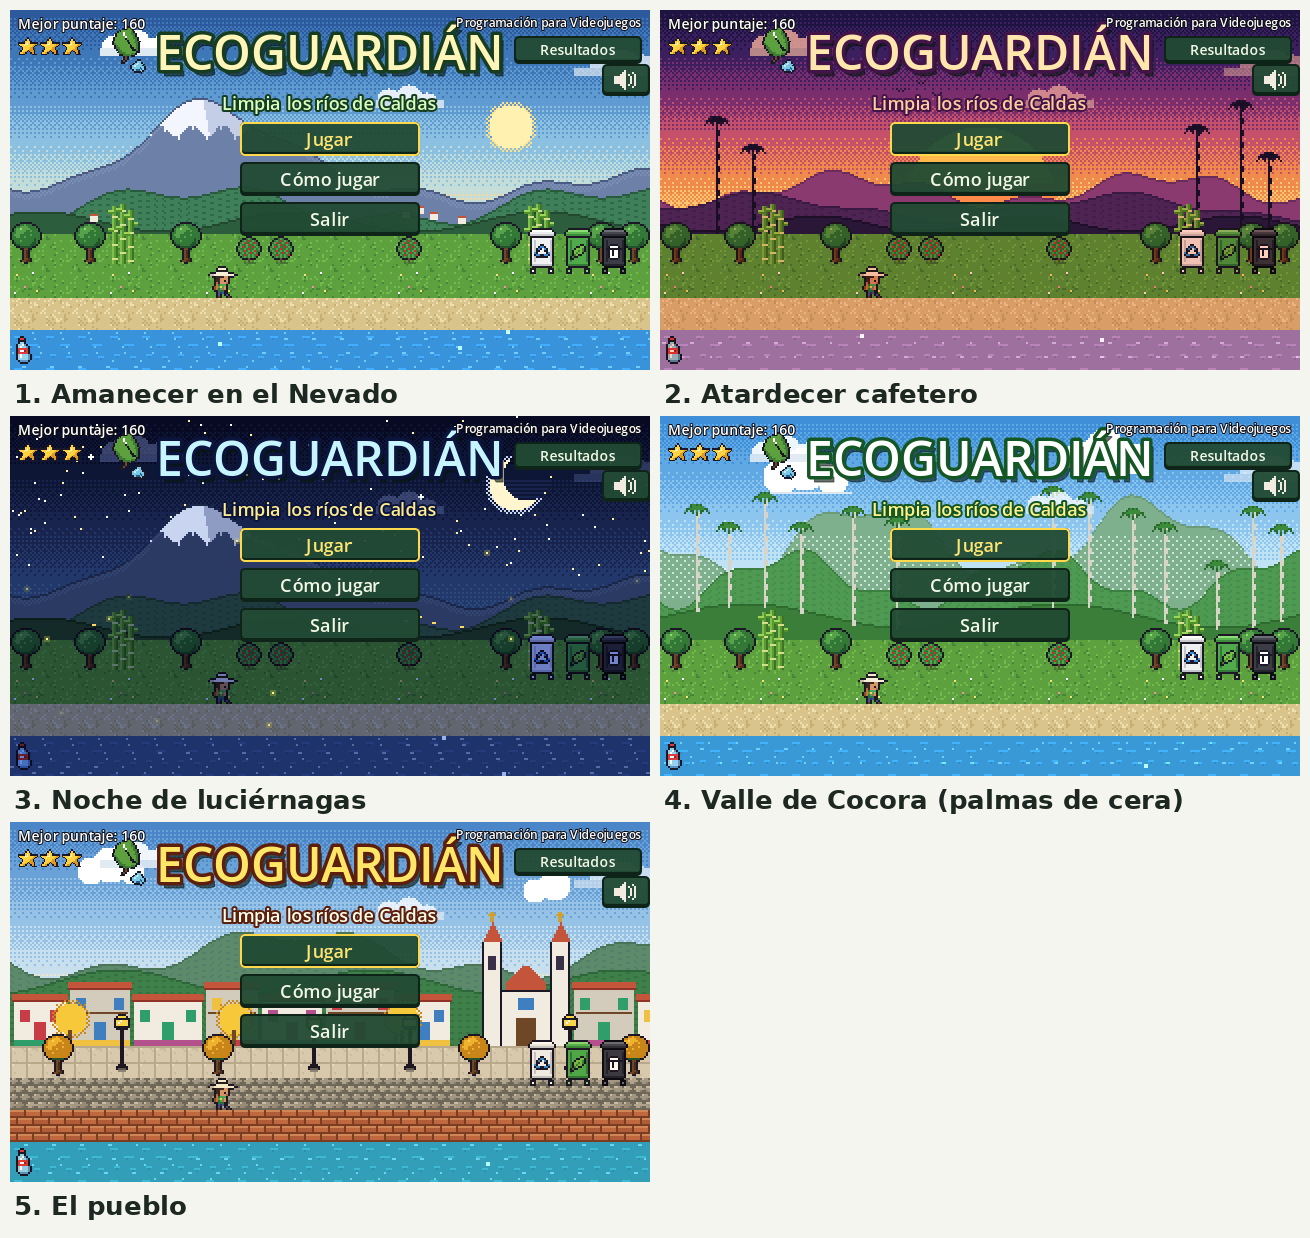 Mejor puntaje: 160
Programación para Videojuegos
ECOGUARDIÁN
Resultados
Limpia los ríos de Caldas
Jugar
Cómo jugar
Salir
1. Amanecer en el Nevado
Mejor puntaje: 160
Programación para Videojuegos
ECOGUARDIÁN
Resultados
Limpia los ríos de Caldas
Jugar
Cómo jugar
Salir
2. Atardecer cafetero
Mejor puntaje: 160
Programación para Videojuegos
ECOGUARDIÁN
Resultados
Limpia los ríos de Caldas
Jugar
Cómo jugar
Salir
3. Noche de luciérnagas
Mejor puntaje: 160
Programación para Videojuegos
ECOGUARDIÁN
Resultados
Limpia los ríos de Caldas
Jugar
Cómo jugar
Salir
4. Valle de Cocora (palmas de cera)
Mejor puntaje: 160
Programación para Videojuegos
ECOGUARDIÁN
Resultados
Limpia los ríos de Caldas
Jugar
Cómo jugar
Salir
5. El pueblo